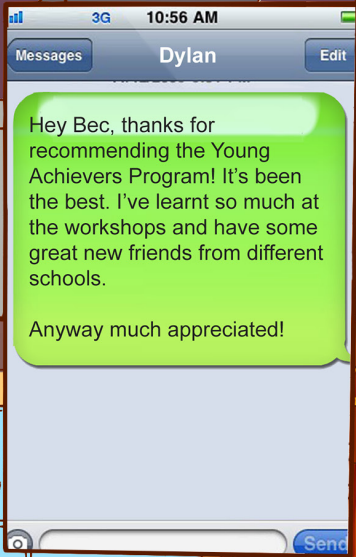 3G 10:56 AM
Messages Dylan Edit
Hey Bec, thanks for
recommending the Young
Achievers Program! It’s been
the best. I’ve learnt so much at
the workshops and have some
great new friends from different
schools.
Anyway much appreciated!
Send